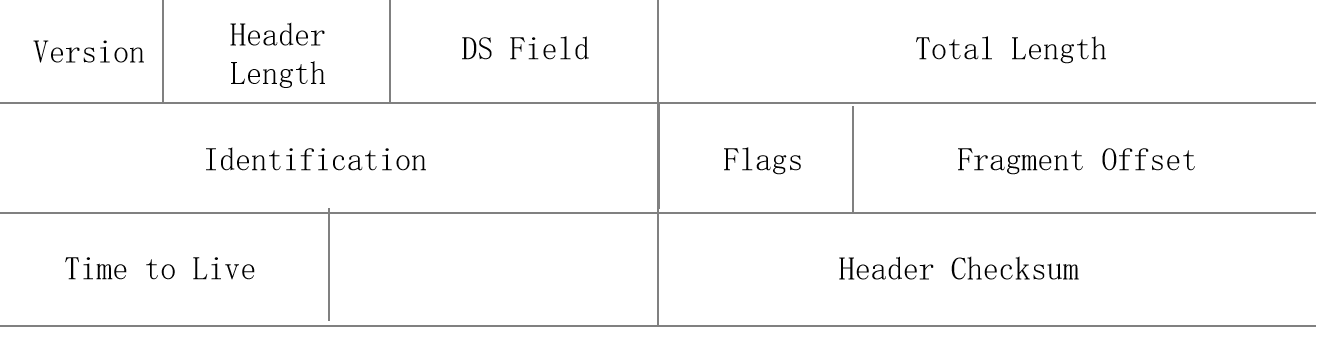 Version
Header
Length
DS Field
Total Length
Identification
Flags
Fragment Offset
Time to Live
Header Checksum